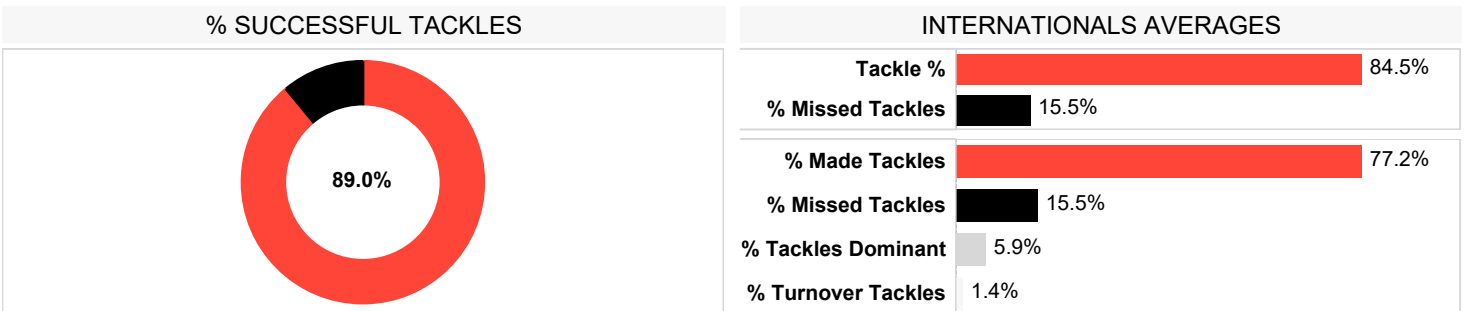 % SUCCESSFUL TACKLES
89.0%
INTERNATIONALS AVERAGES
Tackle % 84.5%
% Missed Tackles 15.5%
% Made Tackles 77.2%
% Missed Tackles 15.5%
% Tackles Dominant 5.9%
% Turnover Tackles 1.4%